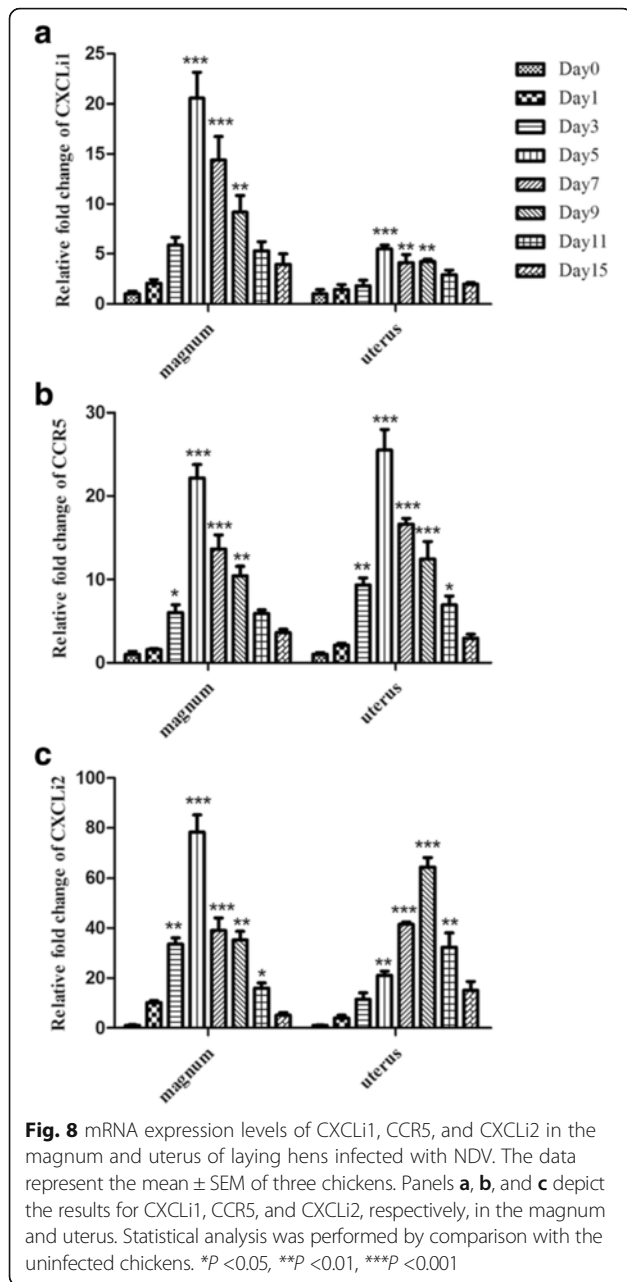 a
Relative fold change of CXCLi1
25
20
15
10
5
0
***
***
**
***
**
**
magnum
uterus
Day0
Day1
Day3
Day5
Day7
Day9
Day11
Day15
b
Relative fold change of CCR5
30
20
10
0
*
***
***
**
**
***
***
***
*
magnum
uterus
c
Relative fold change of CXCLi2
100
80
60
40
20
0
**
***
***
**
*
**
***
***
**
magnum
uterus
Fig. 8 mRNA expression levels of CXCLi1, CCR5, and CXCLi2 in the
magnum and uterus of laying hens infected with NDV. The data
represent the mean ± SEM of three chickens. Panels a, b, and c depict
the results for CXCLi1, CCR5, and CXCLi2, respectively, in the magnum
and uterus. Statistical analysis was performed by comparison with the
uninfected chickens. *P <0.05, **P <0.01, ***P <0.001